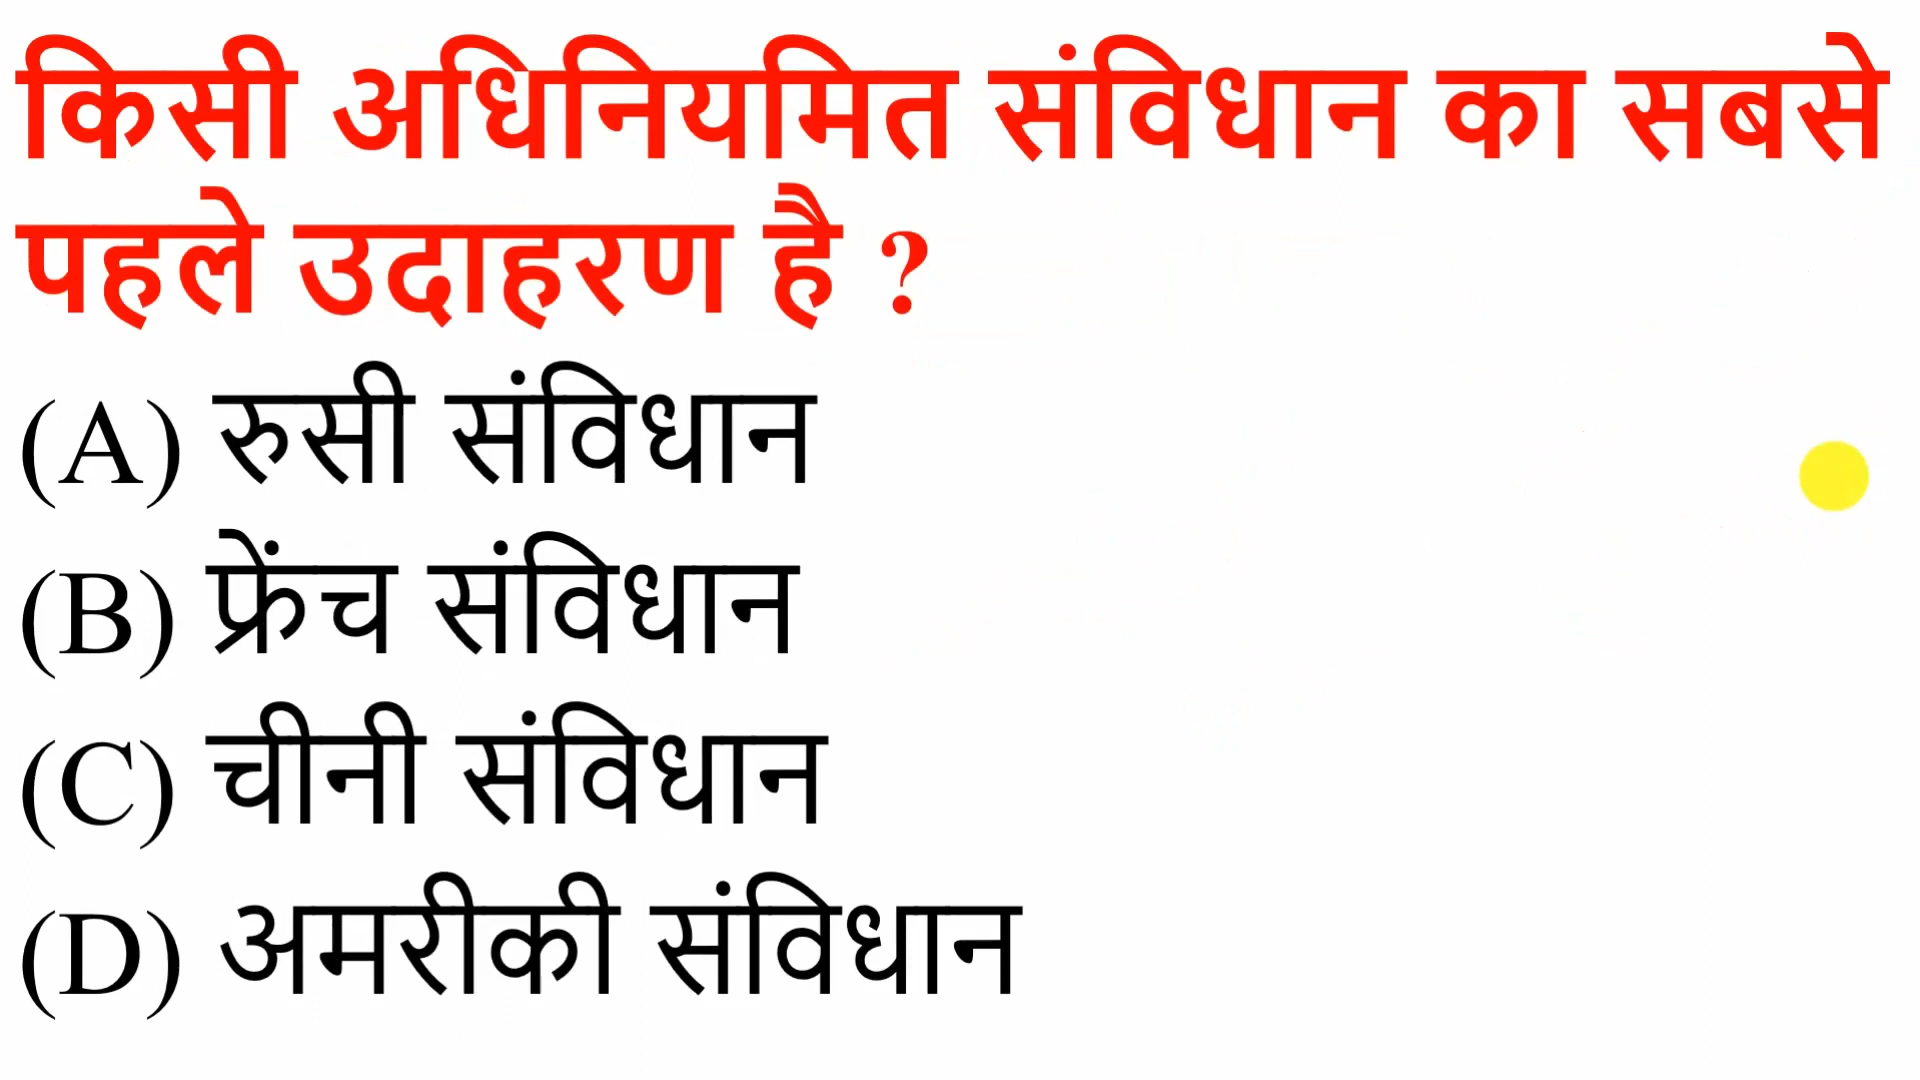 किसी अधिनियमित संविधान का सबसे
पहले उदाहरण है ?
(A) रुसी संविधान
(B) फ्रेंच संविधान
(C) चीनी संविधान
(D) अमरीकी संविधान